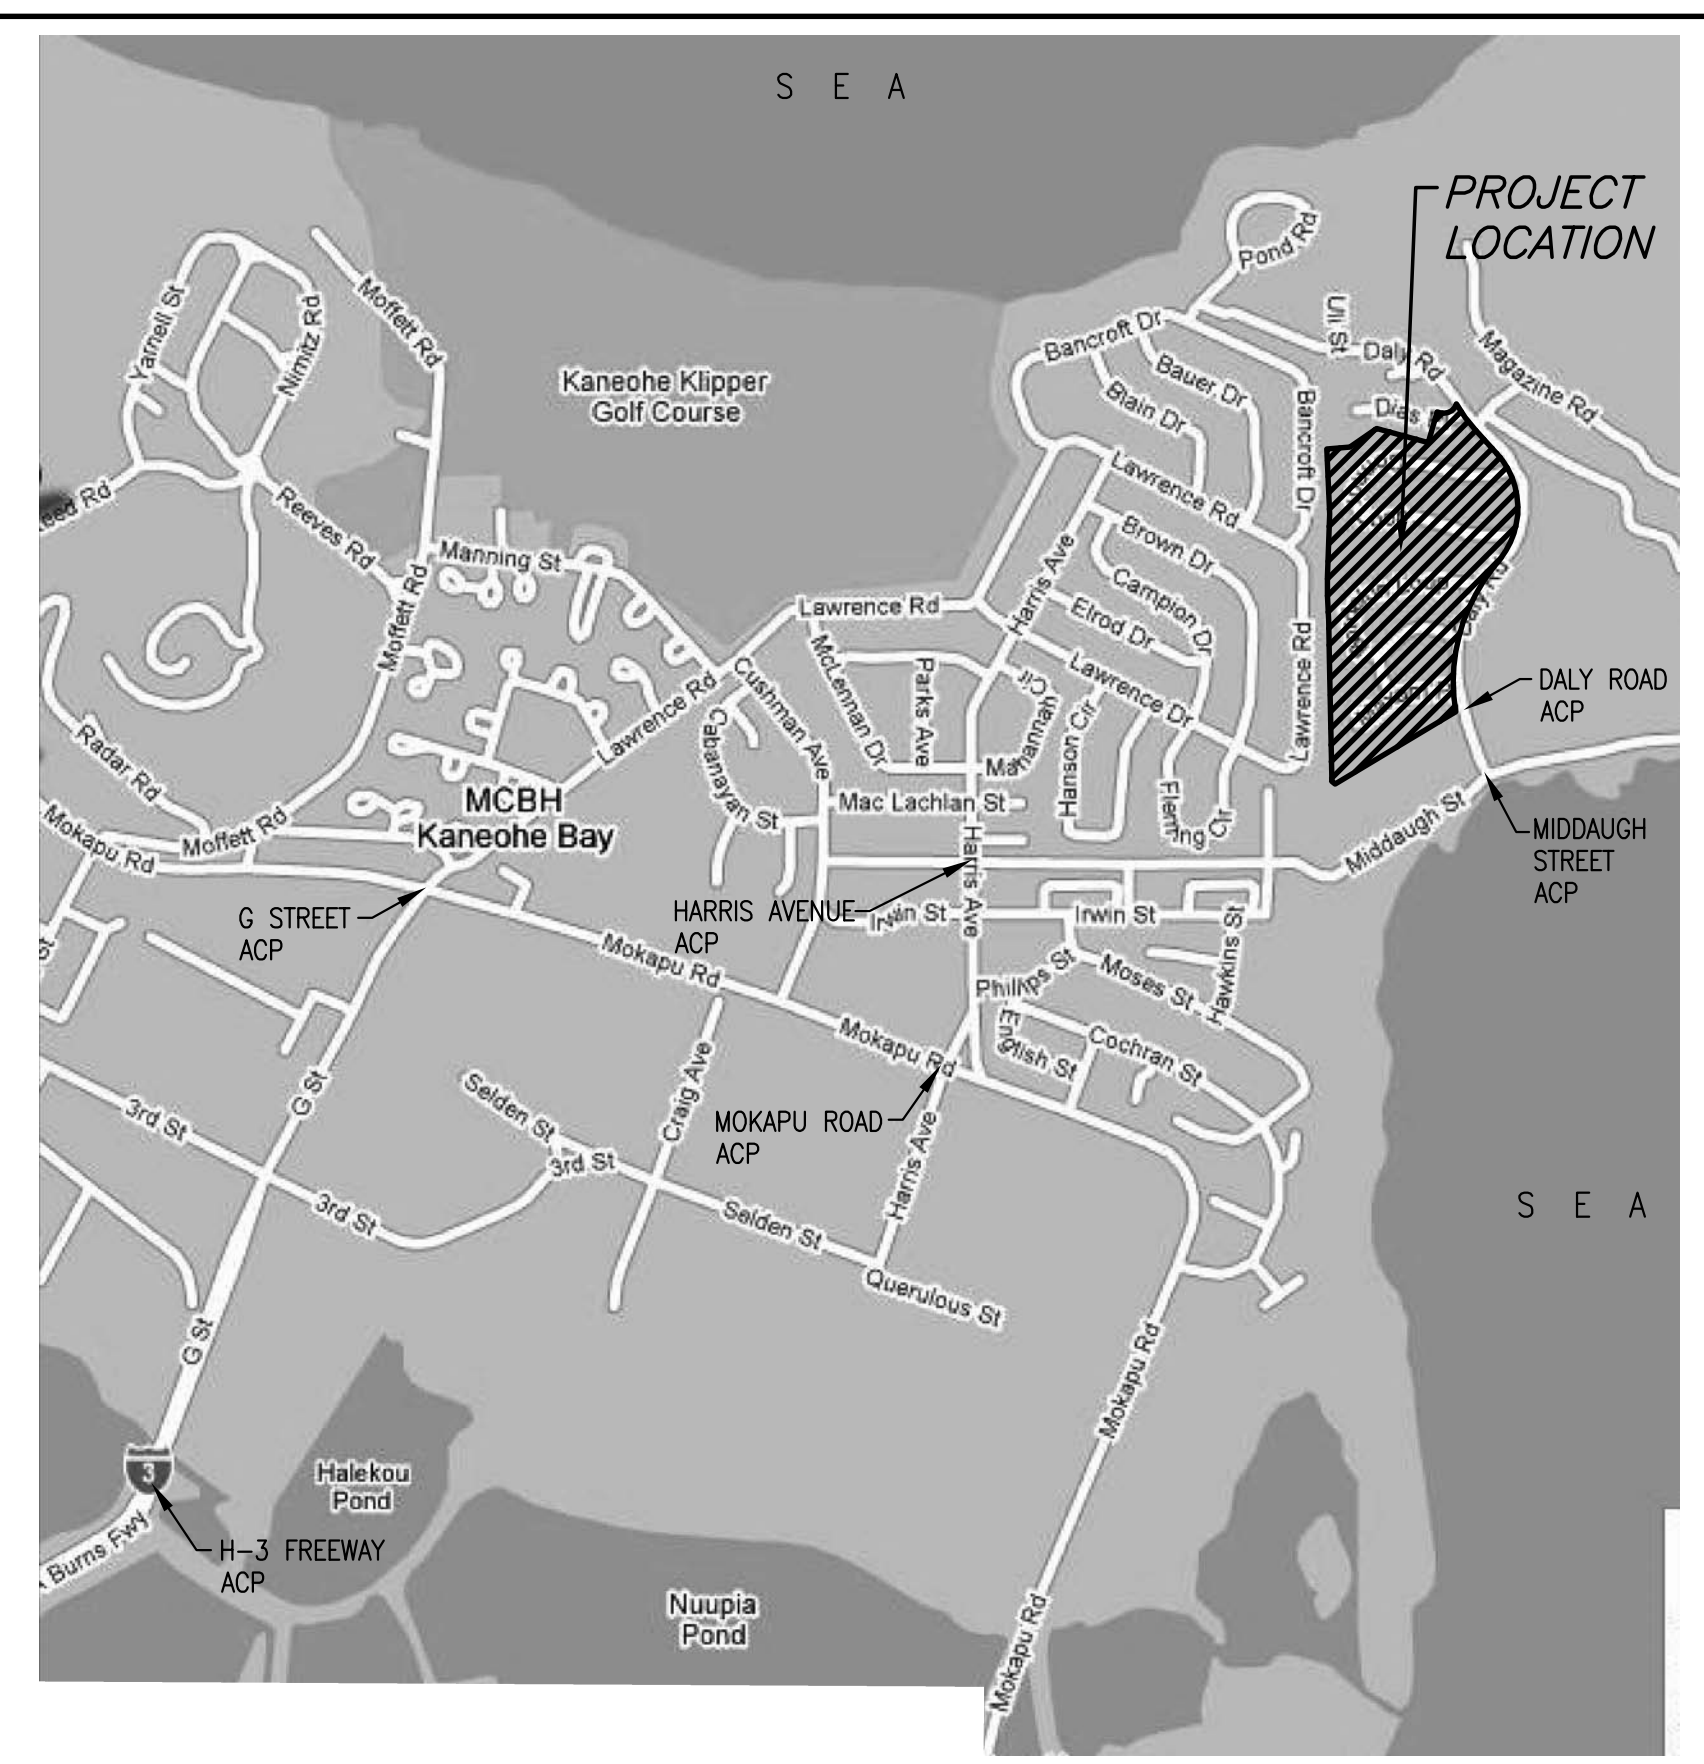 S E A
PROJECT
LOCATION
Pond Rd
Uli St
Daly Rd
Magazine Rd
Bancroft Dr
Bauer Dr
Blain Dr
Bancroft Dr
Yarnell St
Nimitz Rd
Moffett Rd
Kaneohe Klipper
Golf Course
Lawrence Rd
Reeves Rd
Manning St
Moffett Rd
Harris Ave
Brown Dr
Campion Dr
Elrod Dr
Lawrence Dr
Lawrence Rd
Daly Rd
Lawrence Rd
McLennan Dr
Parks Ave
Hanson Cir
Cushman Ave
Lawrence Rd
Cabanayan St
Radar Rd
DALY ROAD
ACP
Mac Lachlan St
Fleming Cir
MCBH
Kaneohe Bay
Mokapu Rd
Moffett Rd
Middaugh St
MIDDAUGH
STREET
ACP
G STREET
ACP
HARRIS AVENUE
ACP
Harris Ave
Irwin St
Irwin St
Hawkins St
Mokapu Rd
Phillips St
Moses St
English St
Cochran St
Mokapu Rd
MOKAPU ROAD
ACP
G St
Craig Ave
Selden St
3rd St
3rd St
3rd St
Harris Ave
Selden St
Querulous St
S E A
G St
Mokapu Rd
3
Halekou
Pond
Burns Fwy
H-3 FREEWAY
ACP
Nuupia
Pond
Mokapu Rd